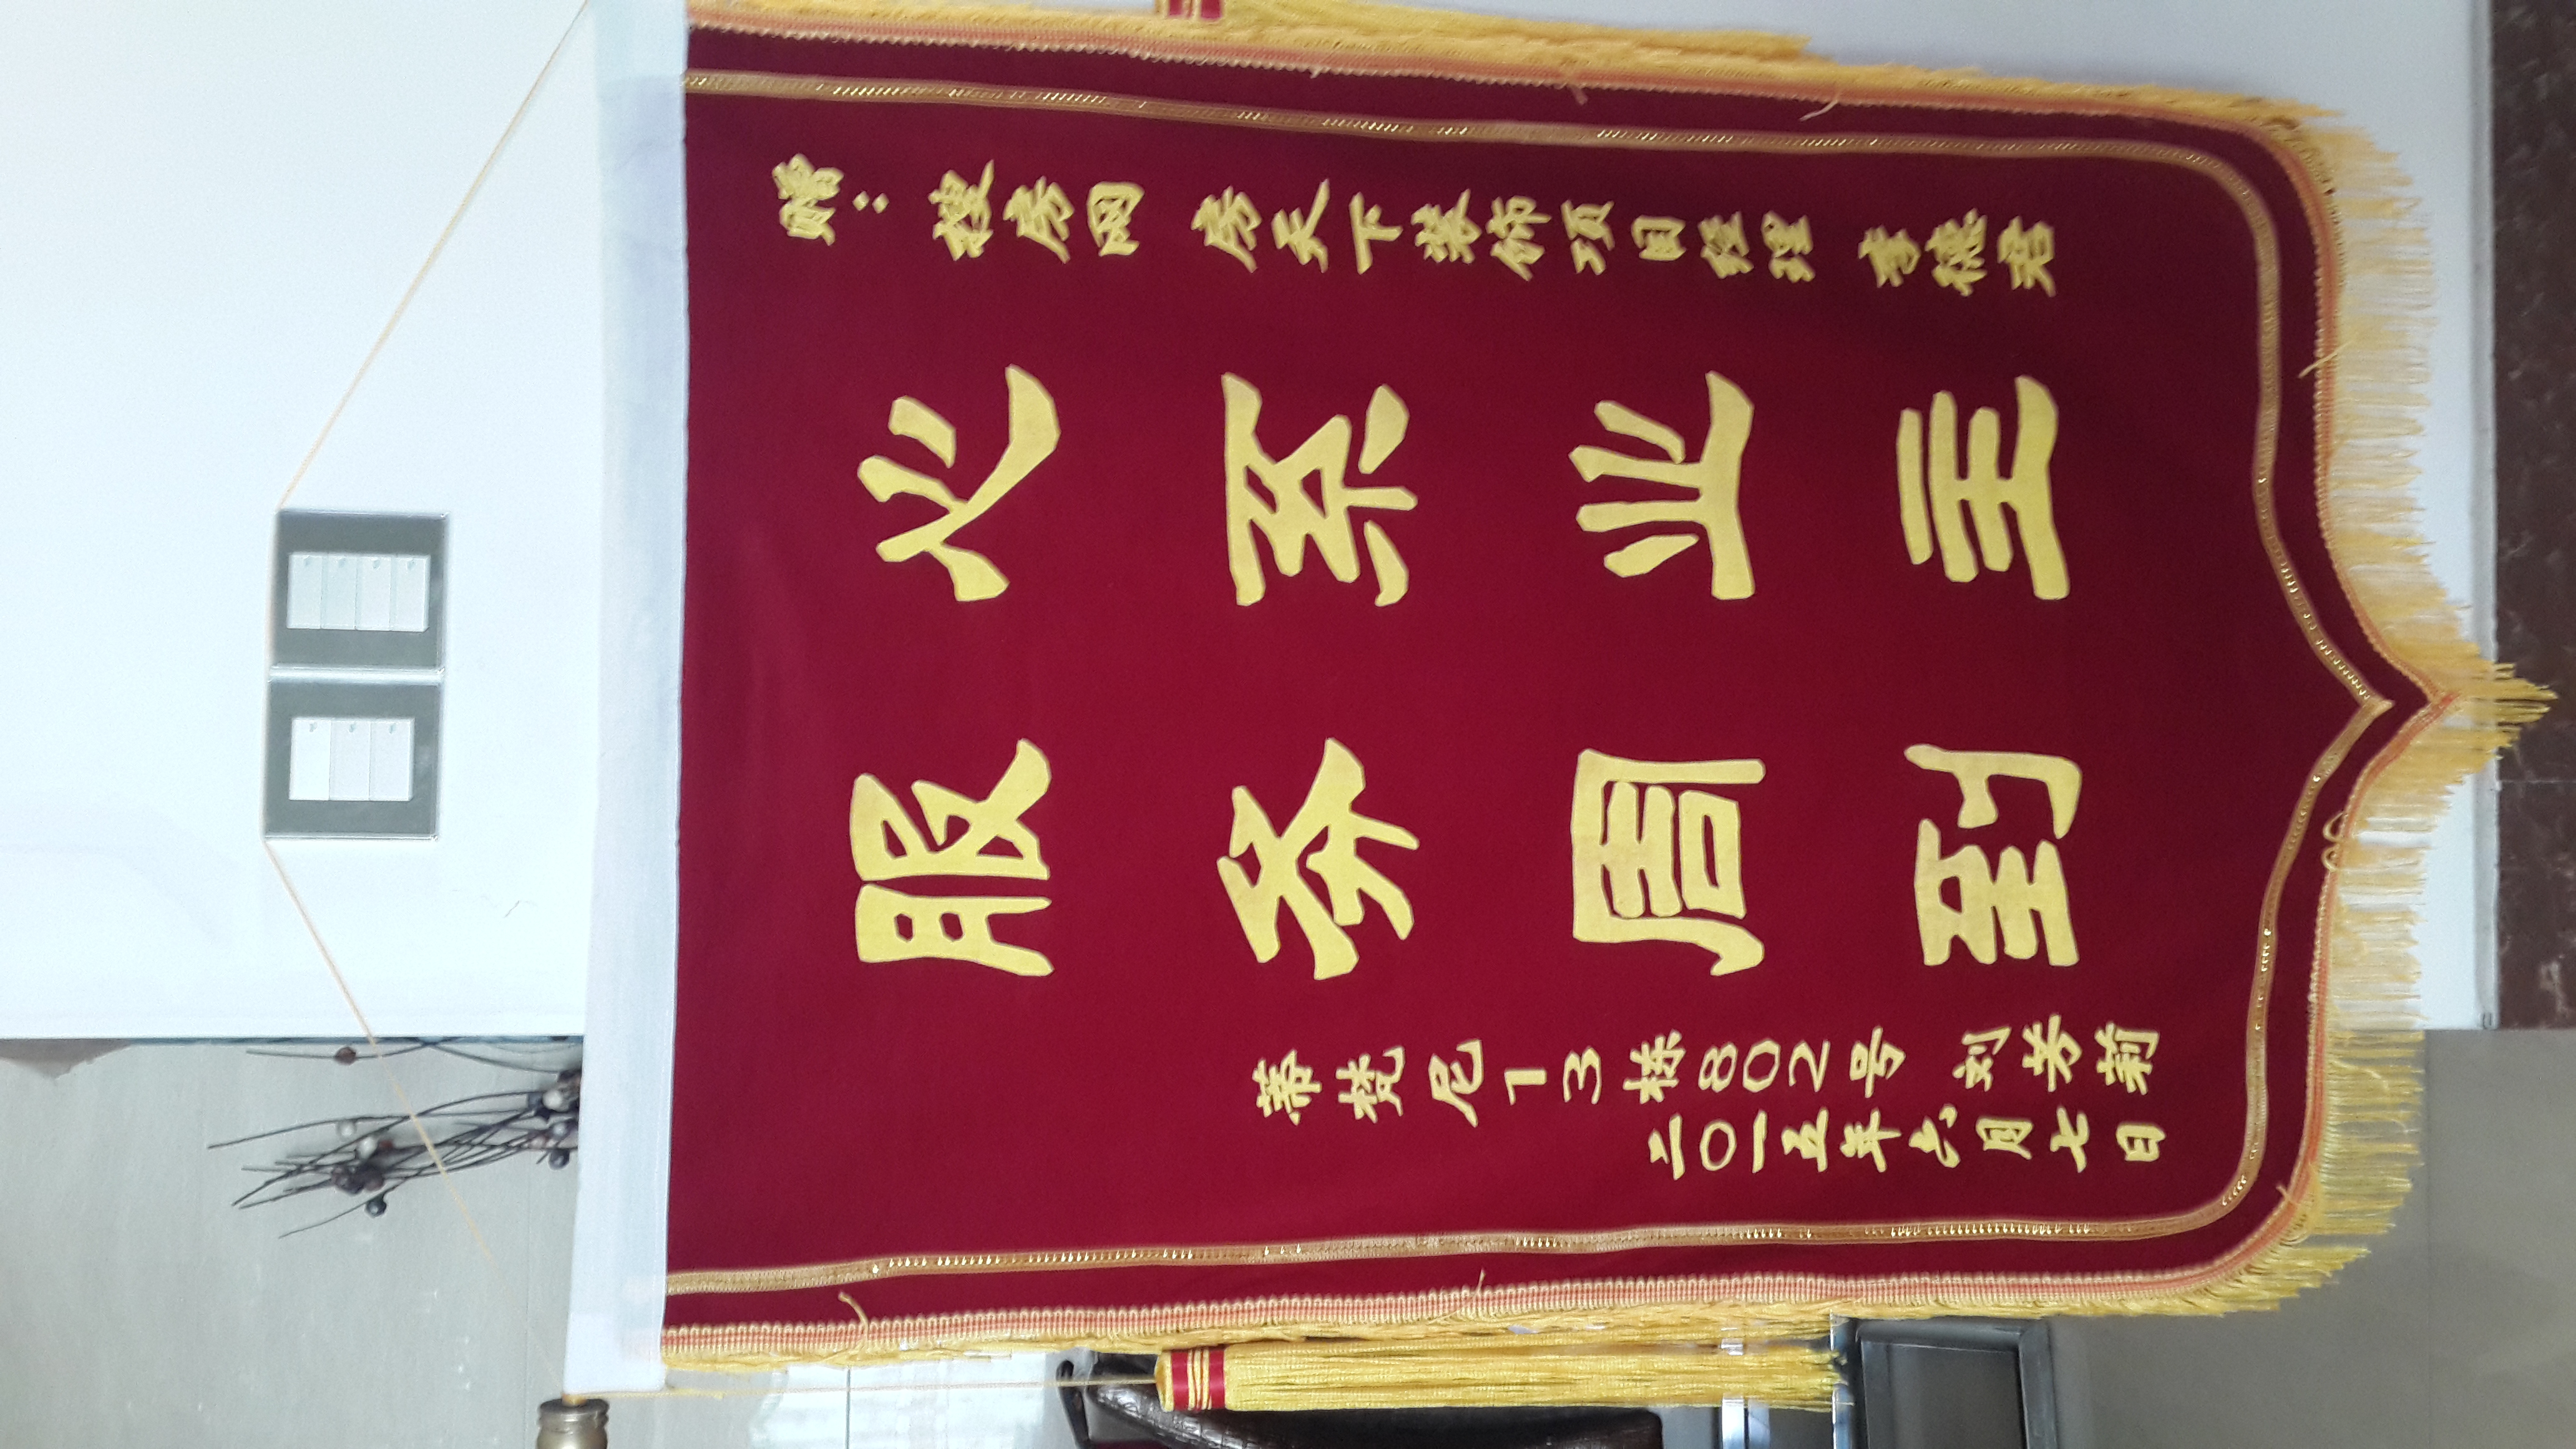 赠：搜房网 房天下装饰项目经理 李德君
心系业主
服务周到
蒂梵尼13栋802号 刘芳莉
二〇一五年六月七日